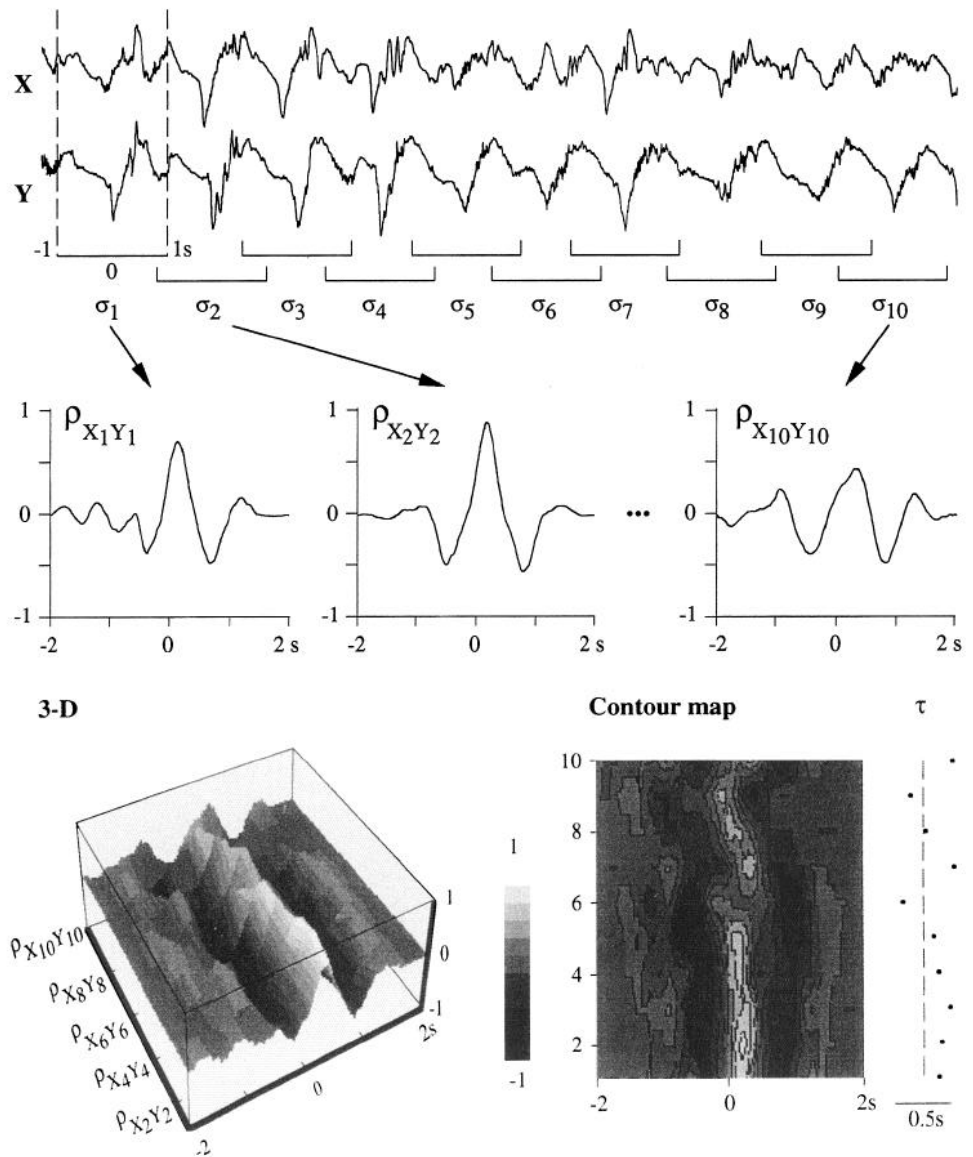 X
Y
-1 1s
0
σ1 σ2 σ3 σ4 σ5 σ6 σ7 σ8 σ9 σ10
1 ρX1Y1 1 ρX2Y2 1 ρX10Y10
0 0 ••• 0
-1 -1 -1
-2 0 2 s -2 0 2 s -2 0 2 s
3-D Contour map τ
10
1 8
1
ρX10Y10 0 6
ρX8Y8 -1 4
ρX6Y6 2s
ρX4Y4 0 2
ρX2Y2 -1
-2 -2 0 2s 0.5s